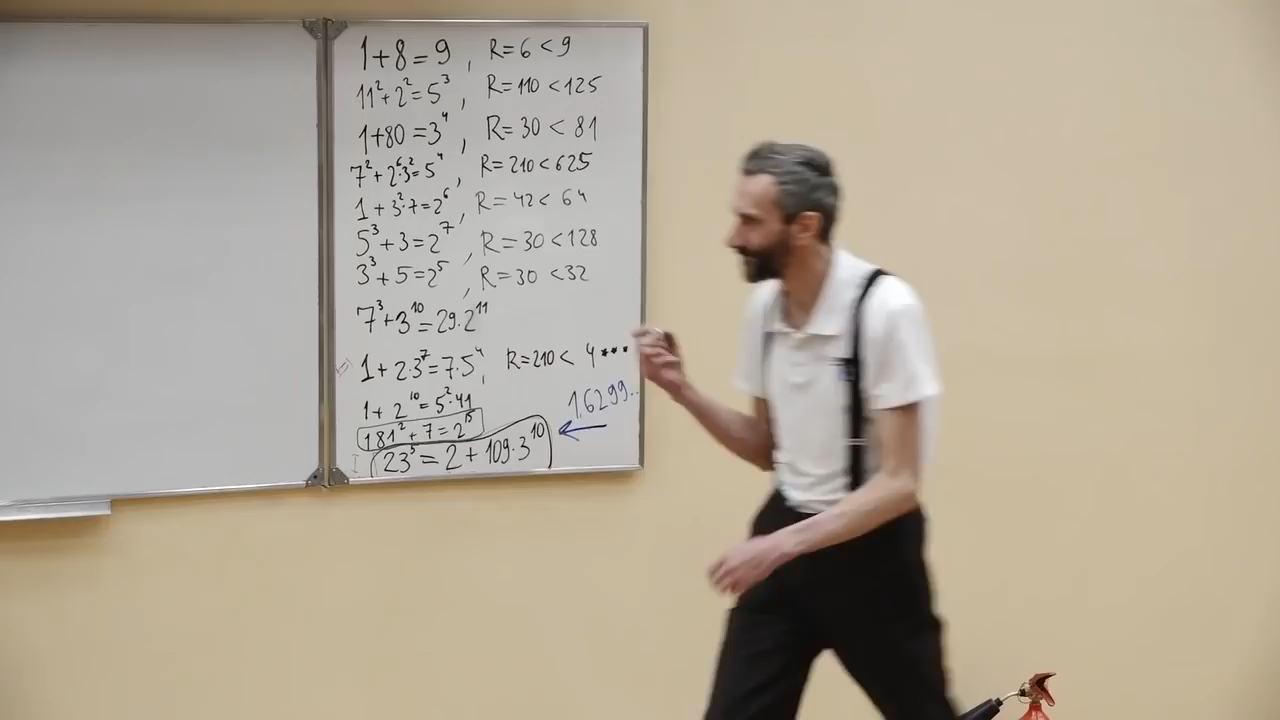 1+8=9, R=6<9
11²+2²=5³, R=110<125
1+80=3⁴, R=30<81
7²+2⁶·3²=5⁴, R=210<625
1+3²·7=2⁶, R=42<64
5³+3=2⁷, R=30<128
3³+5=2⁵, R=30<32
7³+3¹⁰=29·2¹¹
1+2·3⁷=7·5⁴, R=210<4***
1+2¹⁰=5²·41
181²+7=2¹⁵
23⁵=2+109·3¹⁰ ← 1,6299..